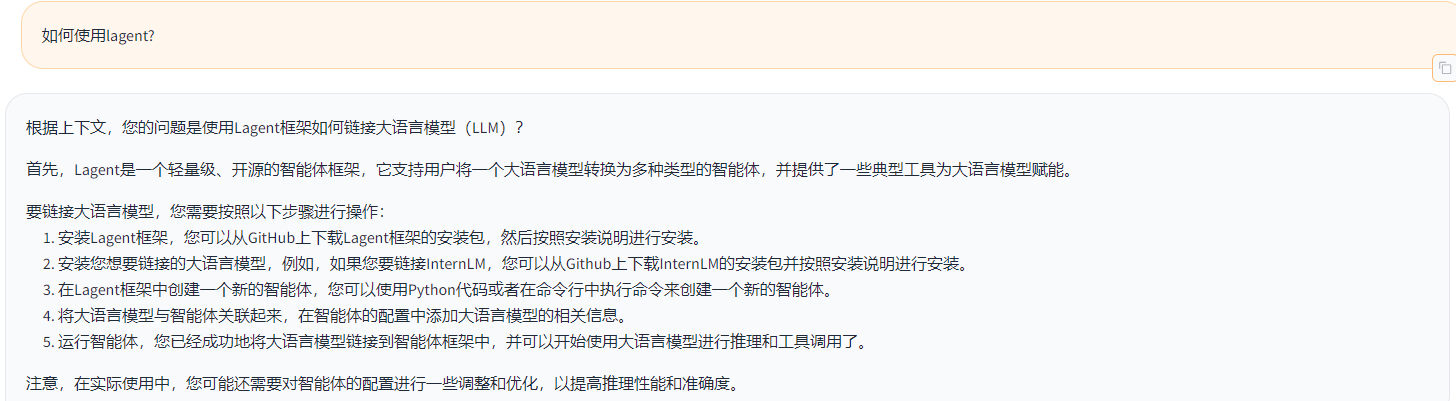 如何使用lagent?
根据上下文，您的问题是使用Lagent框架如何链接大语言模型（LLM）？
首先，Lagent是一个轻量级、开源的智能体框架，它支持用户将一个大语言模型转换为多种类型的智能体，并提供了一些典型工具为大语言模型赋能。
要链接大语言模型，您需要按照以下步骤进行操作：
1. 安装Lagent框架，您可以从GitHub上下载Lagent框架的安装包，然后按照安装说明进行安装。
2. 安装您想要链接的大语言模型，例如，如果您要链接InternLM，您可以从Github上下载InternLM的安装包并按照安装说明进行安装。
3. 在Lagent框架中创建一个新的智能体，您可以使用Python代码或者在命令行中执行命令来创建一个新的智能体。
4. 将大语言模型与智能体关联起来，在智能体的配置中添加大语言模型的相关信息。
5. 运行智能体，您已经成功地将大语言模型链接到智能体框架中，并可以开始使用大语言模型进行推理和工具调用了。
注意，在实际使用中，您可能还需要对智能体的配置进行一些调整和优化，以提高推理性能和准确度。